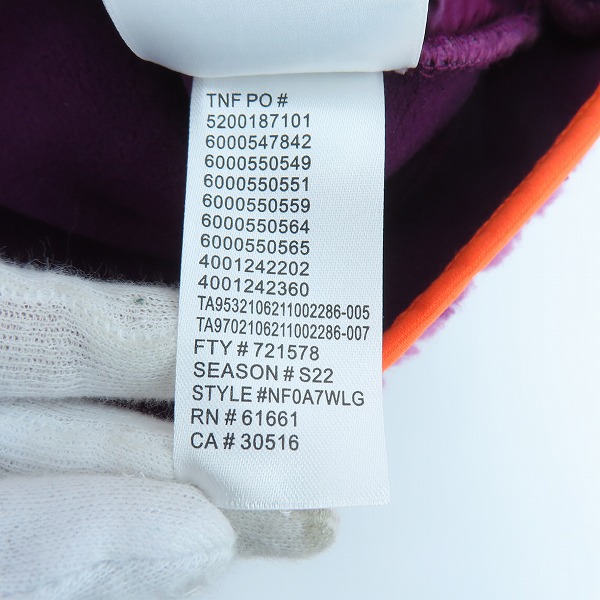 TNF PO #
5200187101
6000547842
6000550549
6000550551
6000550559
6000550564
6000550565
4001242202
4001242360
TA9532106211002286-005
TA9702106211002286-007
FTY # 721578
SEASON # S22
STYLE #NF0A7WLG
RN # 61661
CA # 30516